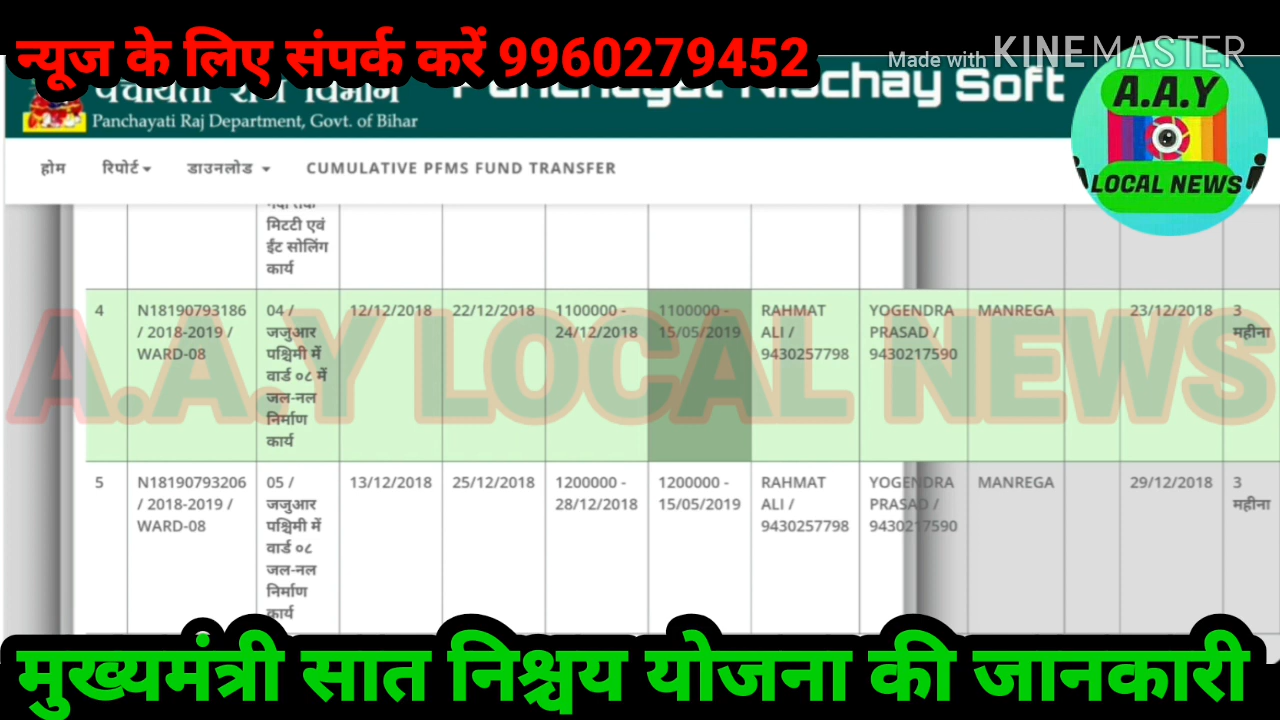 न्यूज के लिए संपर्क करें 9960279452
Made with KINEMASTER
पंचायती राज विभाग
Panchayat Nischay Soft
Panchayati Raj Department, Govt. of Bihar
A.A.Y
LOCAL NEWS
होम रिपोर्ट डाउनलोड CUMULATIVE PFMS FUND TRANSFER
मिटटी एवं
ईंट सोलिंग
कार्य
4 N18190793186 04 / 12/12/2018 22/12/2018 1100000 - 1100000 - RAHMAT YOGENDRA MANREGA 23/12/2018 3
/ 2018-2019 / जजुआर 24/12/2018 15/05/2019 ALI / PRASAD / महीना
WARD-08 पश्चिमी में 9430257798 9430217590
वार्ड ०८ में
जल-नल
निर्माण
कार्य
A.A.Y LOCAL NEWS
5 N18190793206 05 / 13/12/2018 25/12/2018 1200000 - 1200000 - RAHMAT YOGENDRA MANREGA 29/12/2018 3
/ 2018-2019 / जजुआर 28/12/2018 15/05/2019 ALI / PRASAD / महीना
WARD-08 पश्चिमी में 9430257798 9430217590
वार्ड ०८
जल-नल
निर्माण
कार्य
मुख्यमंत्री सात निश्चय योजना की जानकारी